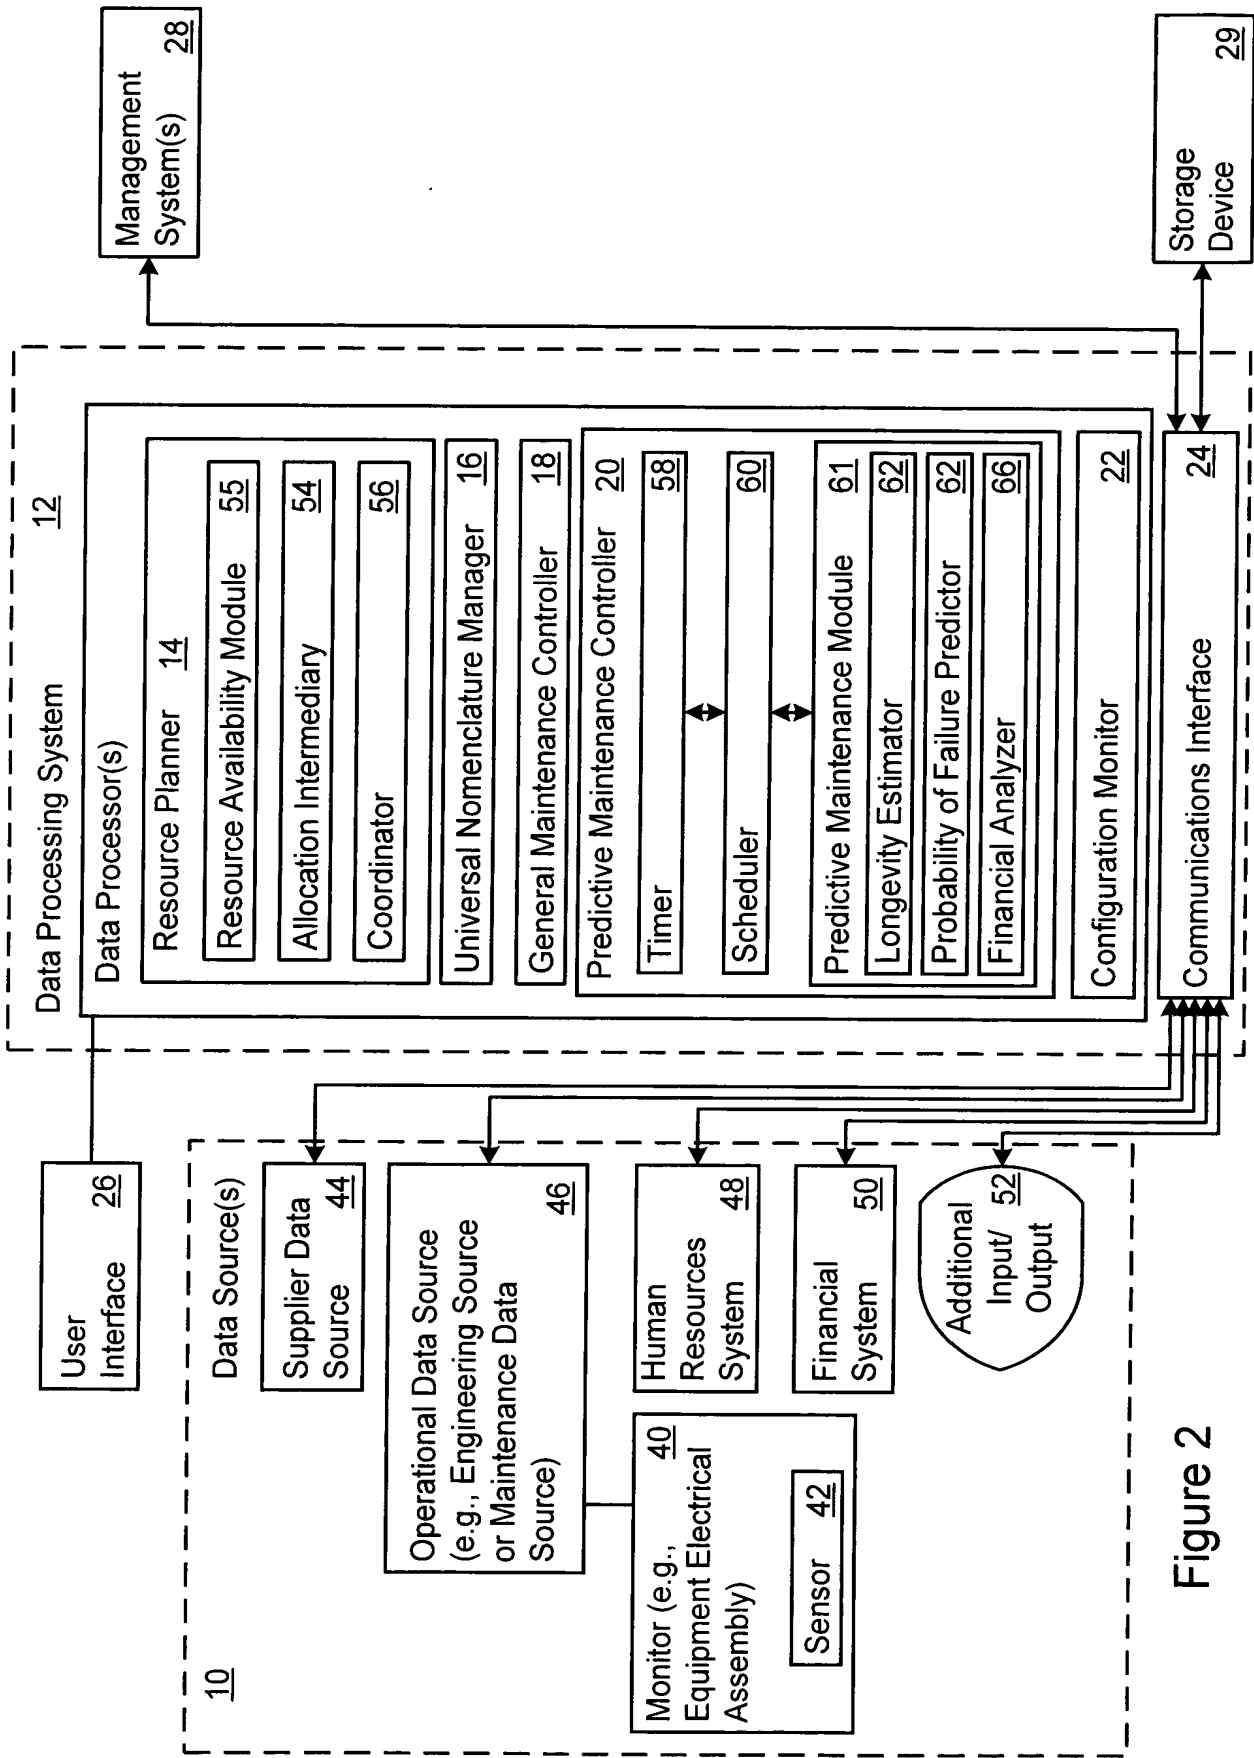 User
Interface
26
10
Data Source(s)
Supplier Data
Source
44
Operational Data Source
(e.g., Engineering Source
or Maintenance Data
Source)
46
Monitor (e.g.,
Equipment Electrical
Assembly)
40
Sensor
42
Human
Resources
System
48
Financial
System
50
Additional
Input/
Output
52
Data Processing System
12
Data Processor(s)
Resource Planner
14
Resource Availability Module
55
Allocation Intermediary
54
Coordinator
56
Universal Nomenclature Manager
16
General Maintenance Controller
18
Predictive Maintenance Controller
20
Timer
58
Scheduler
60
Predictive Maintenance Module
61
Longevity Estimator
62
Probability of Failure Predictor
62
Financial Analyzer
66
Configuration Monitor
22
Communications Interface
24
Management
System(s)
28
Storage
Device
29
Figure 2